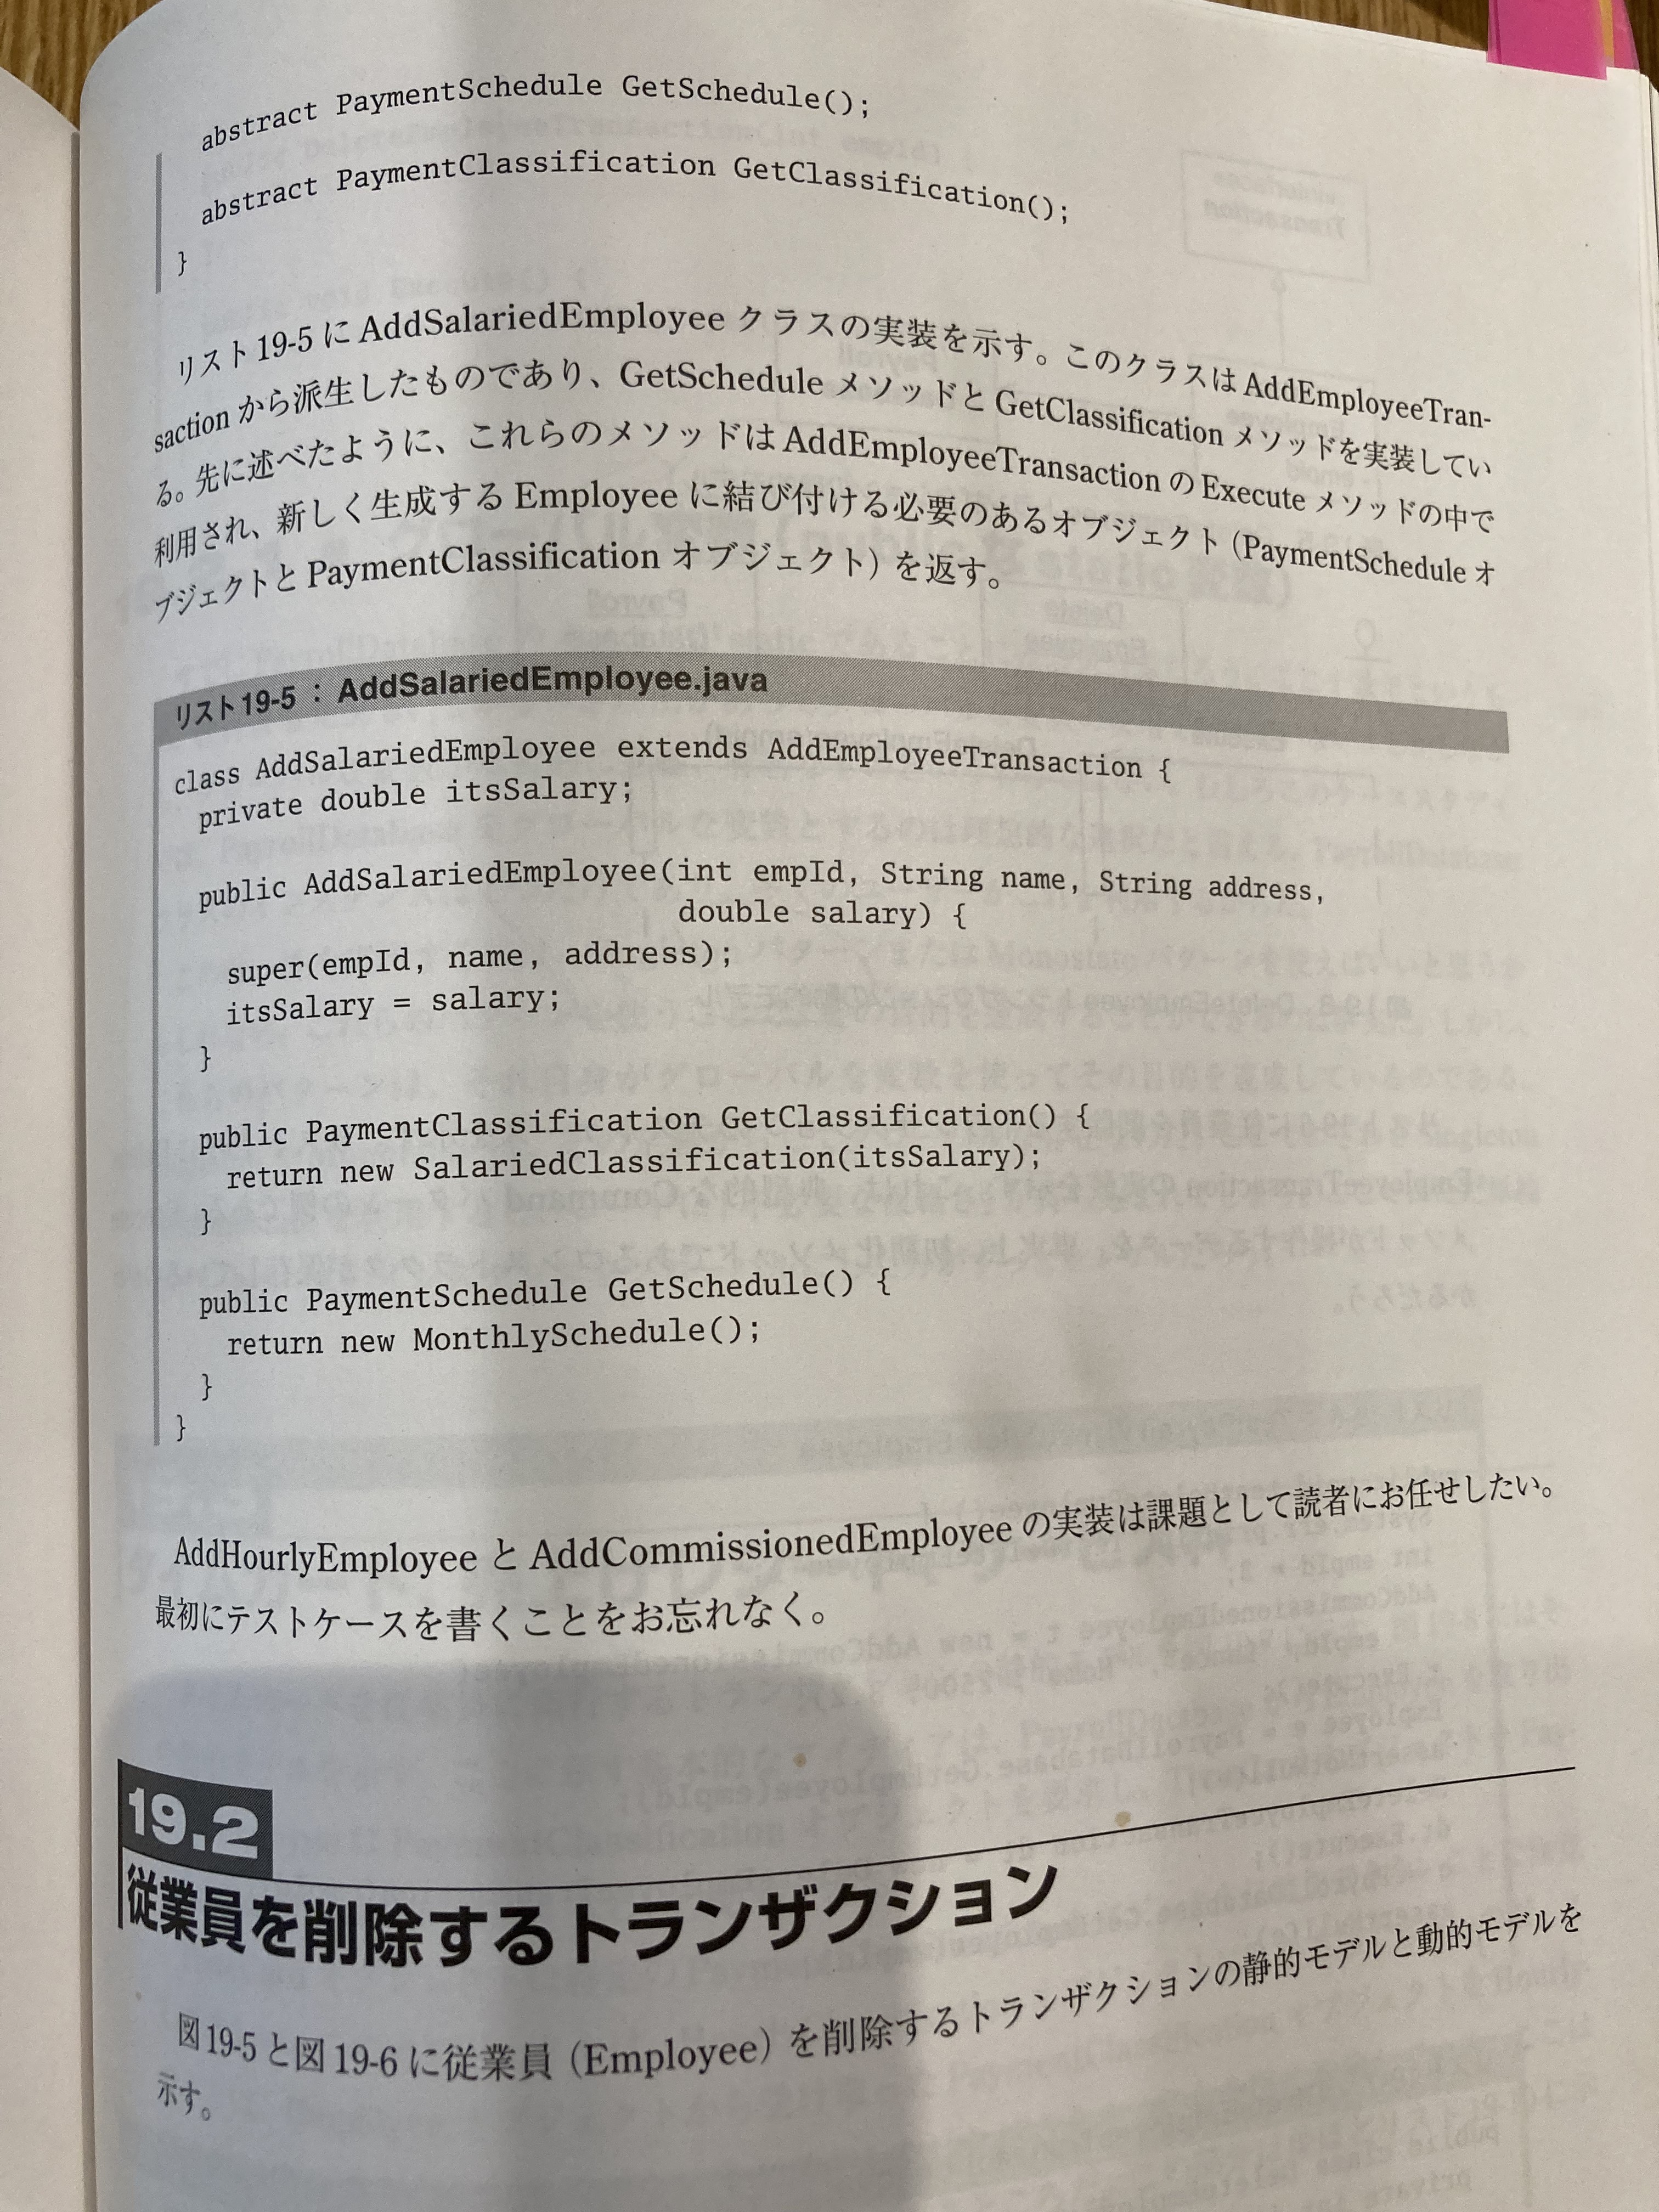 abstract PaymentSchedule GetSchedule();
abstract PaymentClassification GetClassification();
}
リスト19-5 に AddSalariedEmployee クラスの実装を示す。このクラスは AddEmployeeTran-
saction から派生したものであり、GetSchedule メソッドと GetClassification メソッドを実装してい
る。先に述べたように、これらのメソッドは AddEmployeeTransaction の Execute メソッドの中で
利用され、新しく生成する Employee に結び付ける必要のあるオブジェクト（PaymentSchedule オ
ブジェクトと PaymentClassification オブジェクト）を返す。
リスト19-5 : AddSalariedEmployee.java
class AddSalariedEmployee extends AddEmployeeTransaction {
private double itsSalary;
public AddSalariedEmployee(int empId, String name, String address,
double salary) {
super(empId, name, address);
itsSalary = salary;
}
public PaymentClassification GetClassification() {
return new SalariedClassification(itsSalary);
}
public PaymentSchedule GetSchedule() {
return new MonthlySchedule();
}
}
AddHourlyEmployee と AddCommissionedEmployee の実装は課題として読者にお任せしたい。
最初にテストケースを書くことをお忘れなく。
19.2
従業員を削除するトランザクション
図19-5 と図 19-6 に従業員（Employee）を削除するトランザクションの静的モデルと動的モデルを
示す。